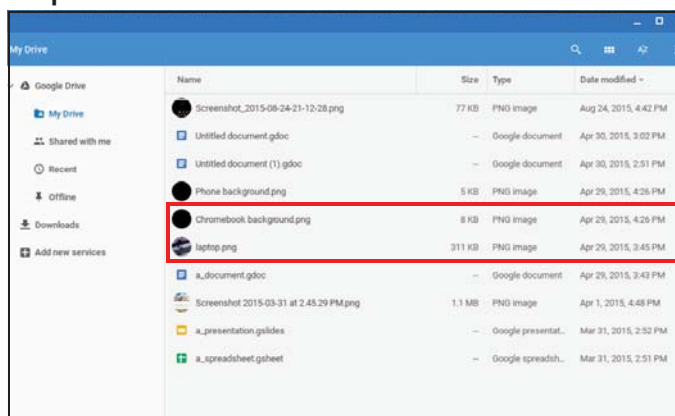 My Drive
Google Drive
My Drive
Shared with me
Recent
Offline
Downloads
Add new services
Name Size Type Date modified
Screenshot_2015-08-24-21-12-28.png 77 KB PNG image Aug 24, 2015, 4:42 PM
Untitled document.gdoc -- Google document Apr 30, 2015, 3:02 PM
Untitled document (1).gdoc -- Google document Apr 30, 2015, 2:51 PM
Phone background.png 5 KB PNG image Apr 29, 2015, 4:26 PM
Chromebook background.png 8 KB PNG image Apr 29, 2015, 4:26 PM
laptop.png 311 KB PNG image Apr 29, 2015, 3:45 PM
a_document.gdoc -- Google document Apr 29, 2015, 3:43 PM
Screenshot 2015-03-31 at 2.45.29 PM.png 1.1 MB PNG image Apr 1, 2015, 4:48 PM
a_presentation.gslides -- Google presentat... Mar 31, 2015, 2:52 PM
a_spreadsheet.gsheet -- Google spreadsh... Mar 31, 2015, 2:51 PM